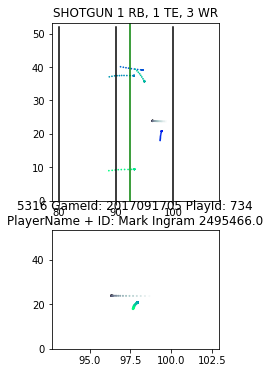 SHOTGUN 1 RB, 1 TE, 3 WR
50
40
30
20
10
0
80 90 100
5316 GameId: 2017091705 PlayId: 734
PlayerName + ID: Mark Ingram 2495466.0
40
20
0
95.0 97.5 100.0 102.5